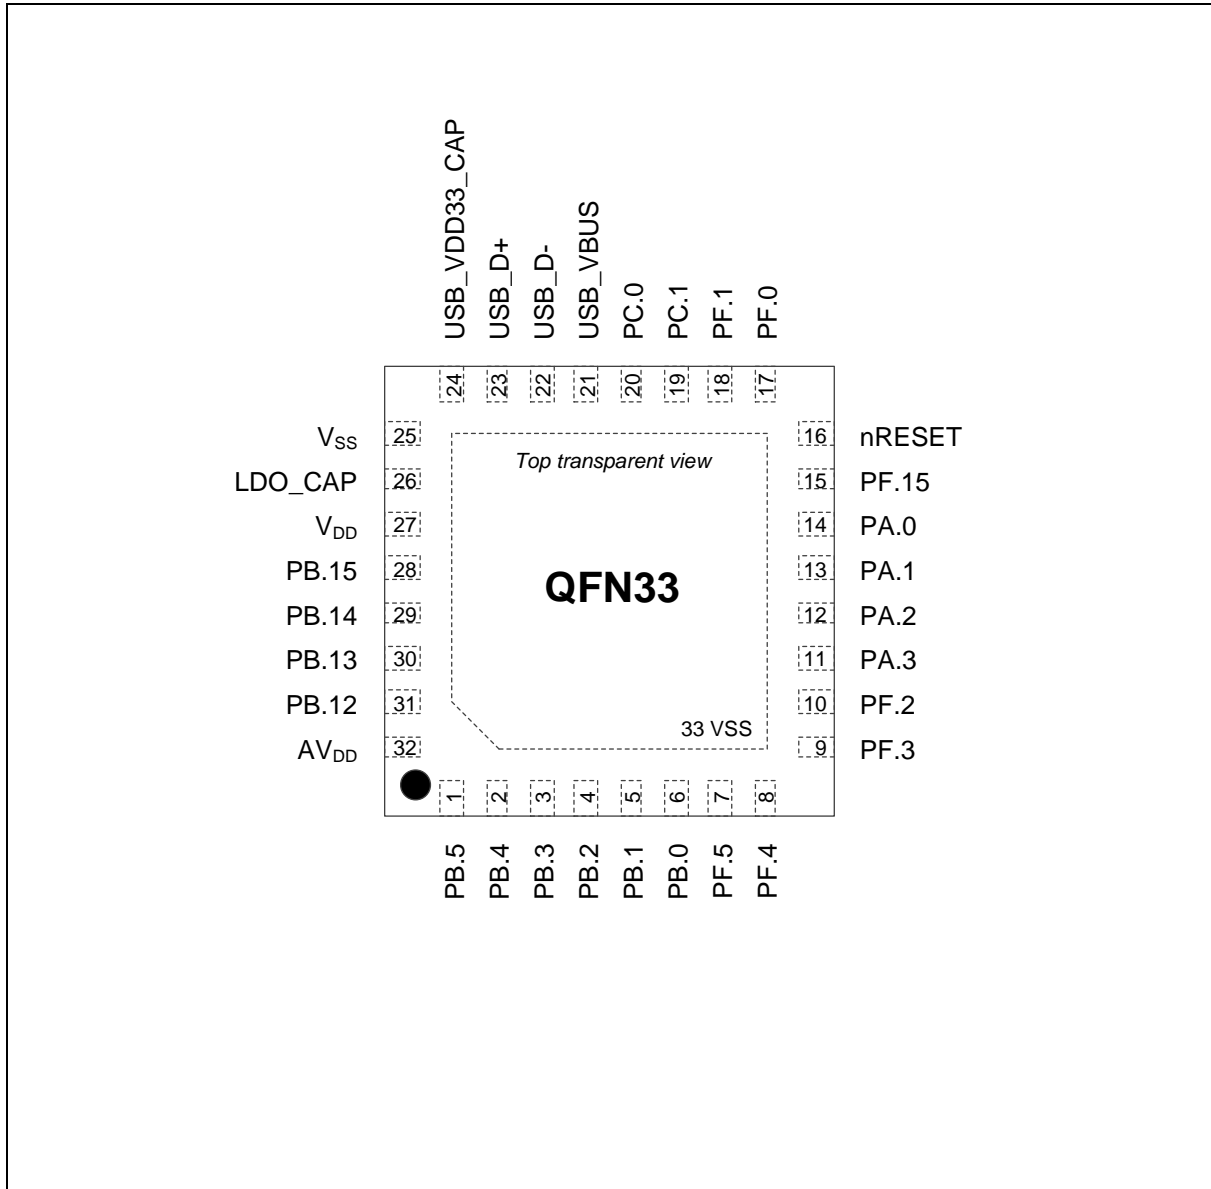 USB_VDD33_CAP
USB_D+
USB_D-
USB_VBUS
PC.0
PC.1
PF.1
PF.0
24
23
22
21
20
19
18
17
VSS 25
LDO_CAP 26
VDD 27
PB.15 28
PB.14 29
PB.13 30
PB.12 31
AVDD 32
Top transparent view
QFN33
33 VSS
16 nRESET
15 PF.15
14 PA.0
13 PA.1
12 PA.2
11 PA.3
10 PF.2
9 PF.3
1
2
3
4
5
6
7
8
PB.5
PB.4
PB.3
PB.2
PB.1
PB.0
PF.5
PF.4